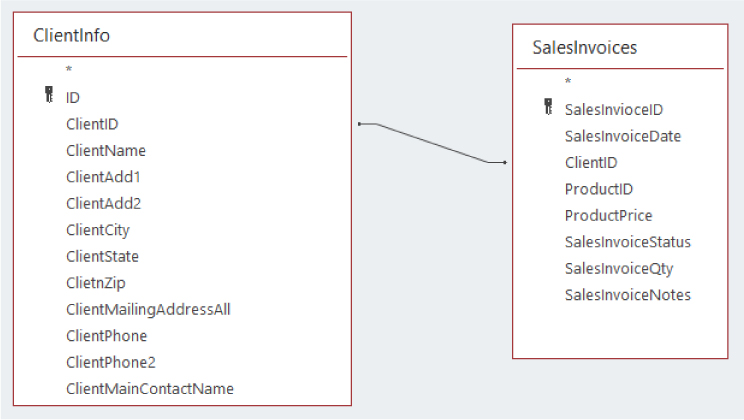 ClientInfo
*
ID
ClientID
ClientName
ClientAdd1
ClientAdd2
ClientCity
ClientState
ClietnZip
ClientMailingAddressAll
ClientPhone
ClientPhone2
ClientMainContactName
SalesInvoices
*
SalesInvioceID
SalesInvoiceDate
ClientID
ProductID
ProductPrice
SalesInvoiceStatus
SalesInvoiceQty
SalesInvoiceNotes